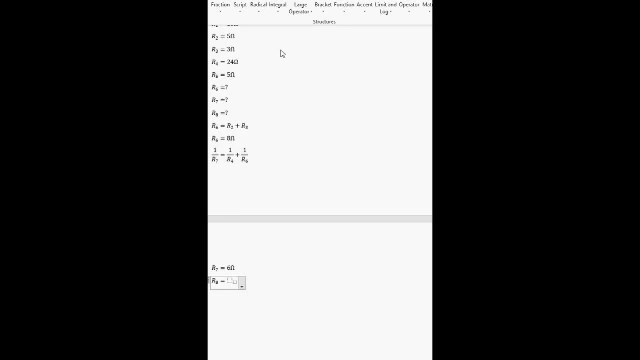 Fraction Script Radical Integral Large Operator Bracket Function Accent Limit and Log Operator Mat
Structures
R₂ = 5Ω
R₃ = 3Ω
R₄ = 24Ω
R₅ = 5Ω
R₆ =?
R₇ =?
R₈ =?
R₆ = R₂ + R₃
R₆ = 8Ω
1/R₇ = 1/R₄ + 1/R₆
R₇ = 6Ω
R₈ =